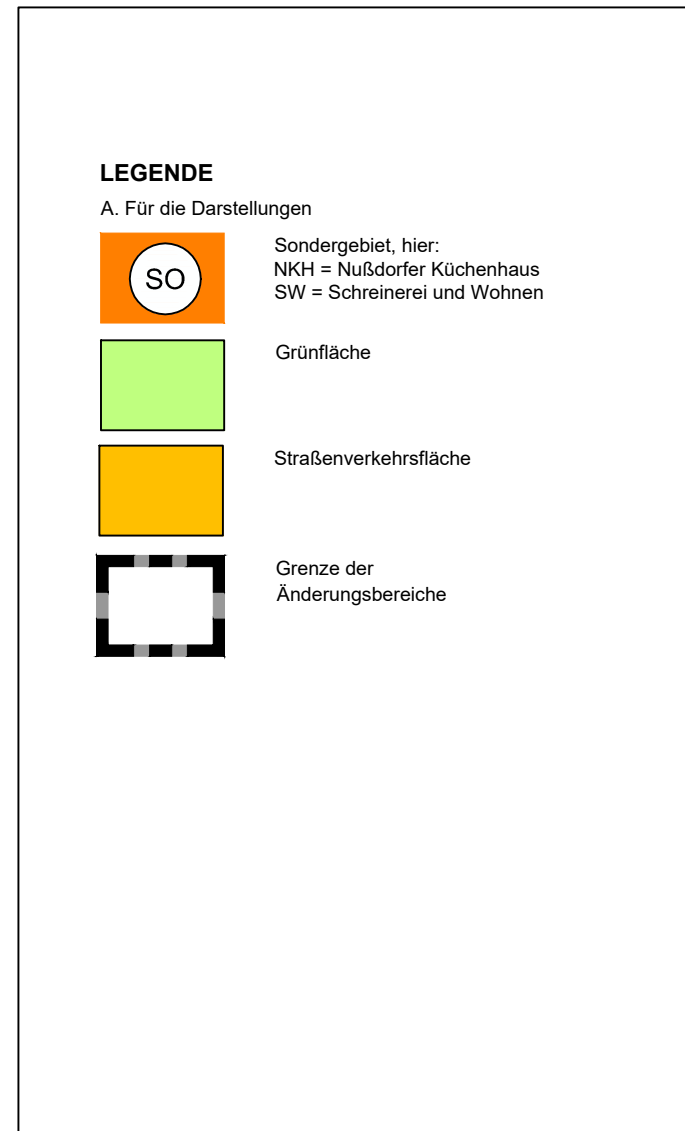 LEGENDE
A. Für die Darstellungen
SO
Sondergebiet, hier:
NKH = Nußdorfer Küchenhaus
SW = Schreinerei und Wohnen
Grünfläche
Straßenverkehrsfläche
Grenze der
Änderungsbereiche